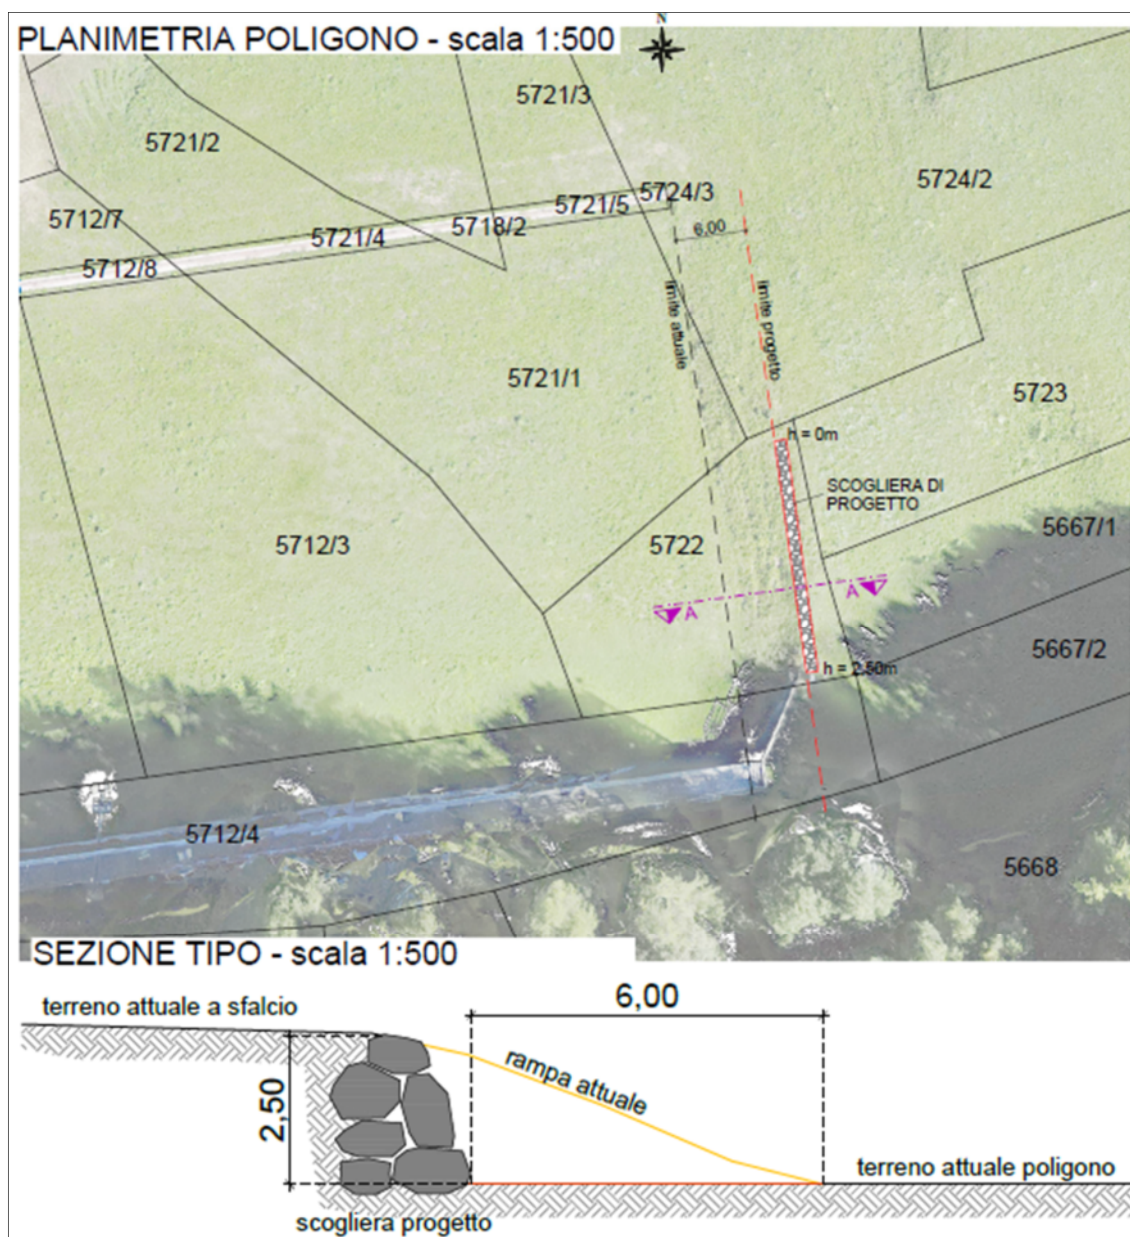 N
PLANIMETRIA POLIGONO - scala 1:500
5721/3
5721/2
5724/2
5724/3
5721/5
5712/7
5718/2
5721/4
6,00
5712/8
limite attuale
limite progetto
5721/1
5723
h = 0m
SCOGLIERA DI
PROGETTO
5667/1
5712/3
5722
A
A
5667/2
h = 2.50m
5712/4
5668
SEZIONE TIPO - scala 1:500
6,00
terreno attuale a sfalcio
rampa attuale
2,50
terreno attuale poligono
scogliera progetto